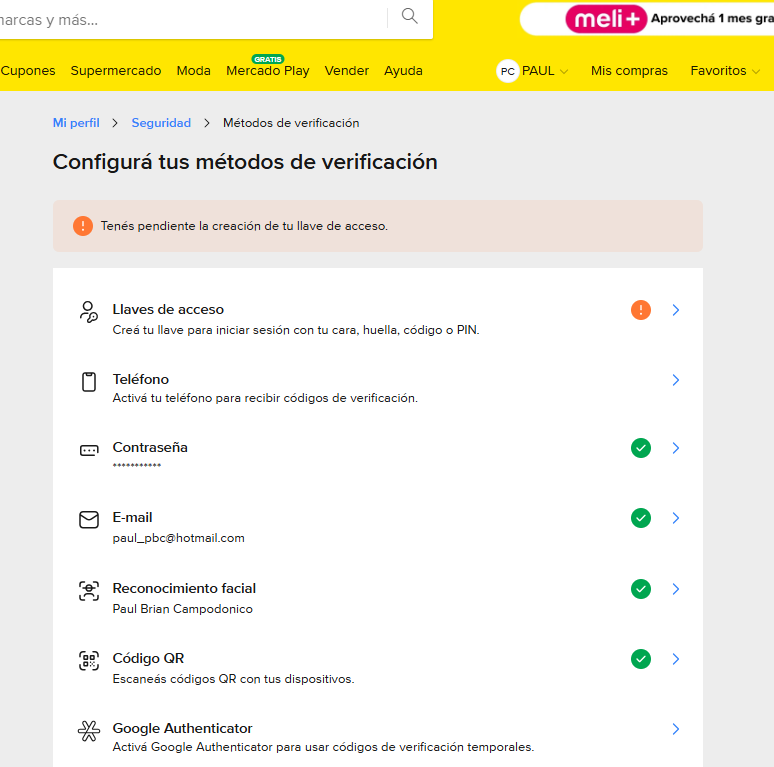 marcas y más...
meli+ Aprovechá 1 mes gra
GRATIS
Cupones Supermercado Moda Mercado Play Vender Ayuda PC PAUL Mis compras Favoritos
Mi perfil > Seguridad > Métodos de verificación
Configurá tus métodos de verificación
Tenés pendiente la creación de tu llave de acceso.
Llaves de acceso
Creá tu llave para iniciar sesión con tu cara, huella, código o PIN.
Teléfono
Activá tu teléfono para recibir códigos de verificación.
Contraseña
***********
E-mail
paul_pbc@hotmail.com
Reconocimiento facial
Paul Brian Campodonico
Código QR
Escaneás códigos QR con tus dispositivos.
Google Authenticator
Activá Google Authenticator para usar códigos de verificación temporales.